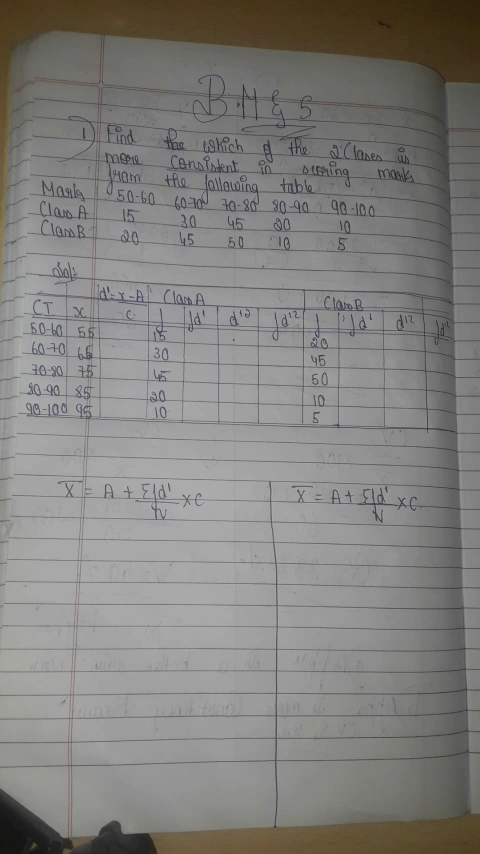 B.M & S
1) Find the which of the 2 Classes is
more consistent in scoring marks
from the following table
Marks 50-60 60-70 70-80 80-90 90-100
Class A 15 30 45 20 10
Class B 20 45 50 10 5
Sol:
d'=x-A Class A Class B
CI x c f fd' d'2 fd'2 f fd' d'2 fd'2
50-60 55 15 20
60-70 65 30 45
70-80 75 45 50
80-90 85 20 10
90-100 95 10 5
X̄ = A + Σfd'/N × C X̄ = A + Σfd'/N × C